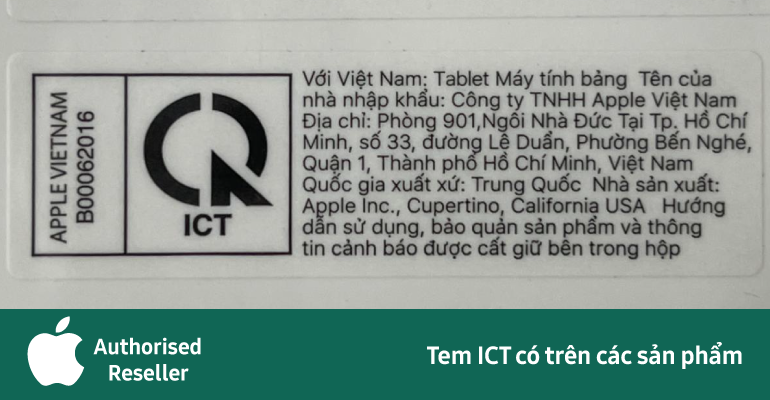 APPLE VIETNAM
B00062016
ICT
Với Việt Nam: Tablet Máy tính bảng Tên của
nhà nhập khẩu: Công ty TNHH Apple Việt Nam
Địa chỉ: Phòng 901,Ngôi Nhà Đức Tại Tp. Hồ Chí
Minh, số 33, đường Lê Duẩn, Phường Bến Nghé,
Quận 1, Thành phố Hồ Chí Minh, Việt Nam
Quốc gia xuất xứ: Trung Quốc Nhà sản xuất:
Apple Inc., Cupertino, California USA Hướng
dẫn sử dụng, bảo quản sản phẩm và thông
tin cảnh báo được cất giữ bên trong hộp
Authorised
Reseller
Tem ICT có trên các sản phẩm